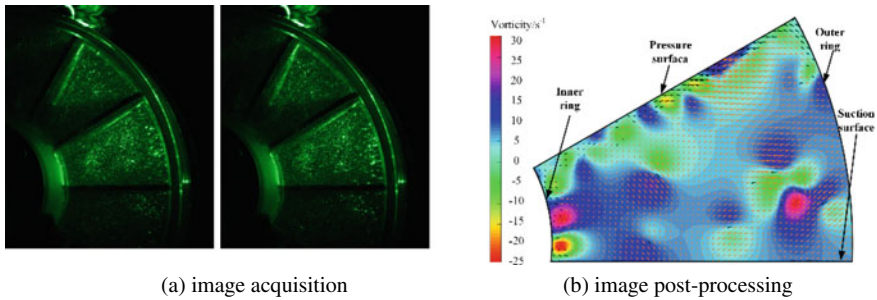 Vorticity/s⁻¹
30
25
20
15
10
5
0
-5
-10
-15
-20
-25
Pressure
surfaca
Outer
ring
Inner
ring
Suction
surface
(a) image acquisition
(b) image post-processing